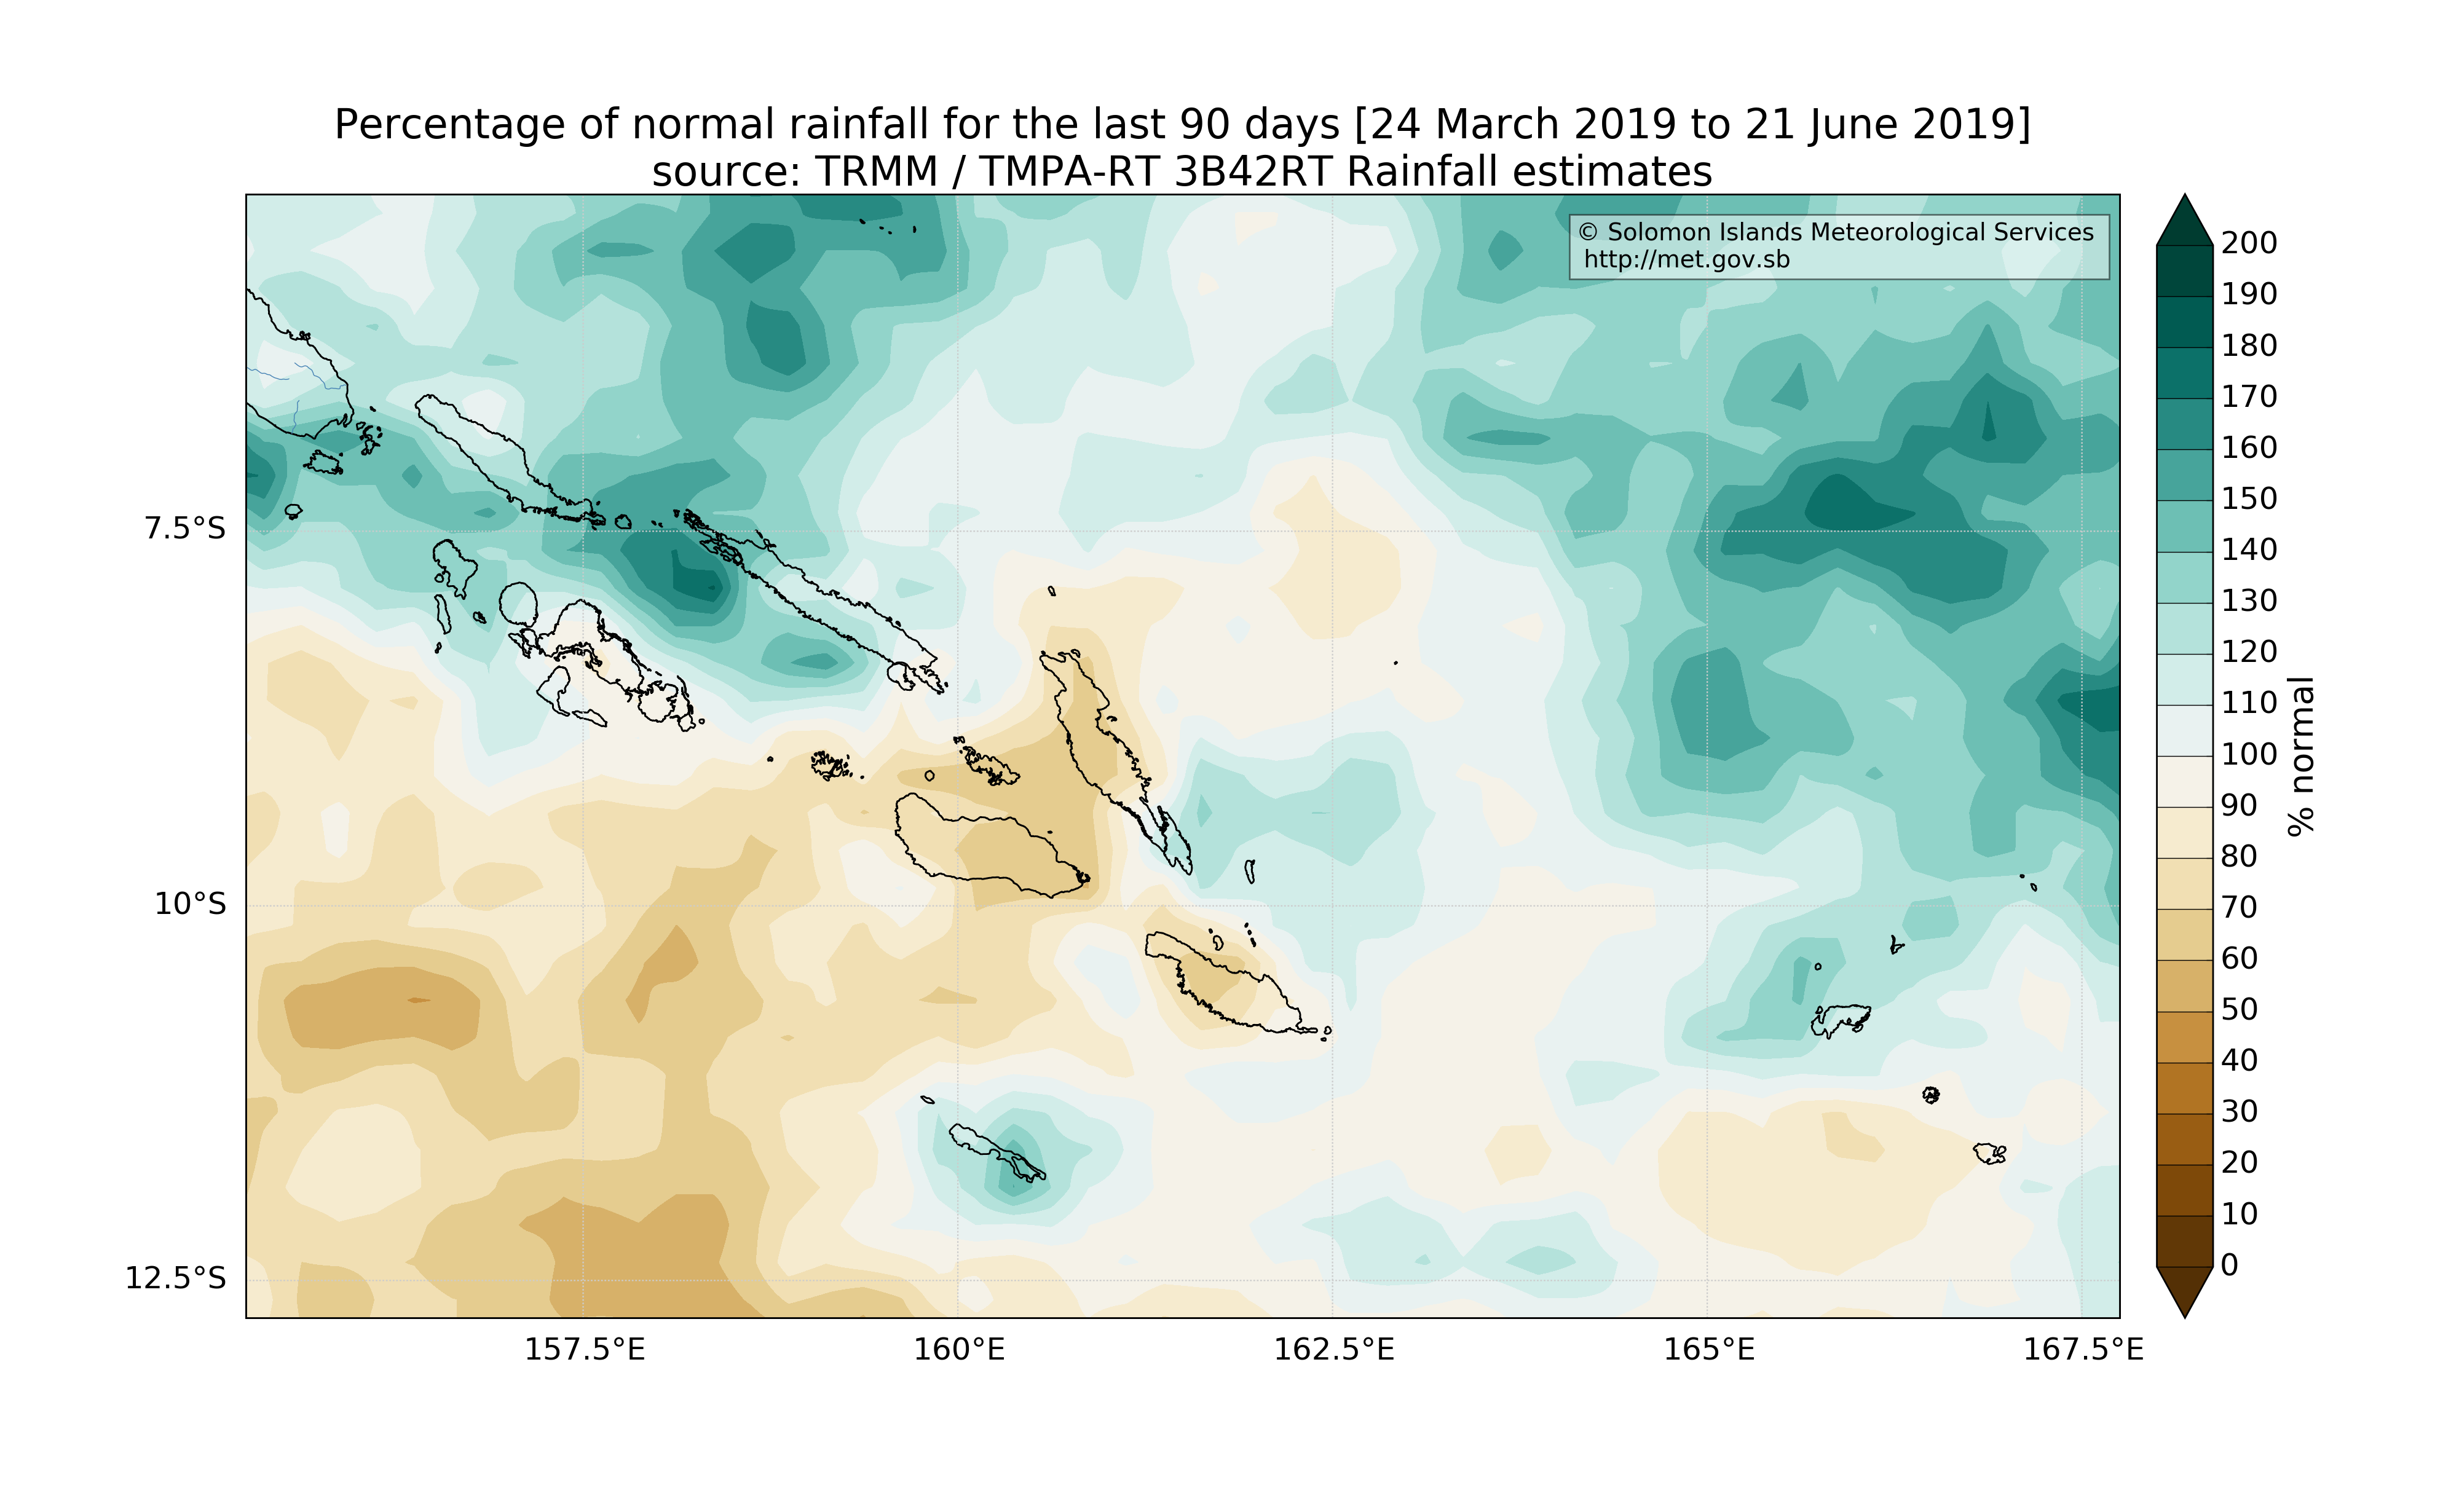 Percentage of normal rainfall for the last 90 days [24 March 2019 to 21 June 2019]
source: TRMM / TMPA-RT 3B42RT Rainfall estimates
© Solomon Islands Meteorological Services
http://met.gov.sb
7.5°S
10°S
12.5°S
157.5°E
160°E
162.5°E
165°E
167.5°E
200
190
180
170
160
150
140
130
120
110
100
90
80
70
60
50
40
30
20
10
0
% normal